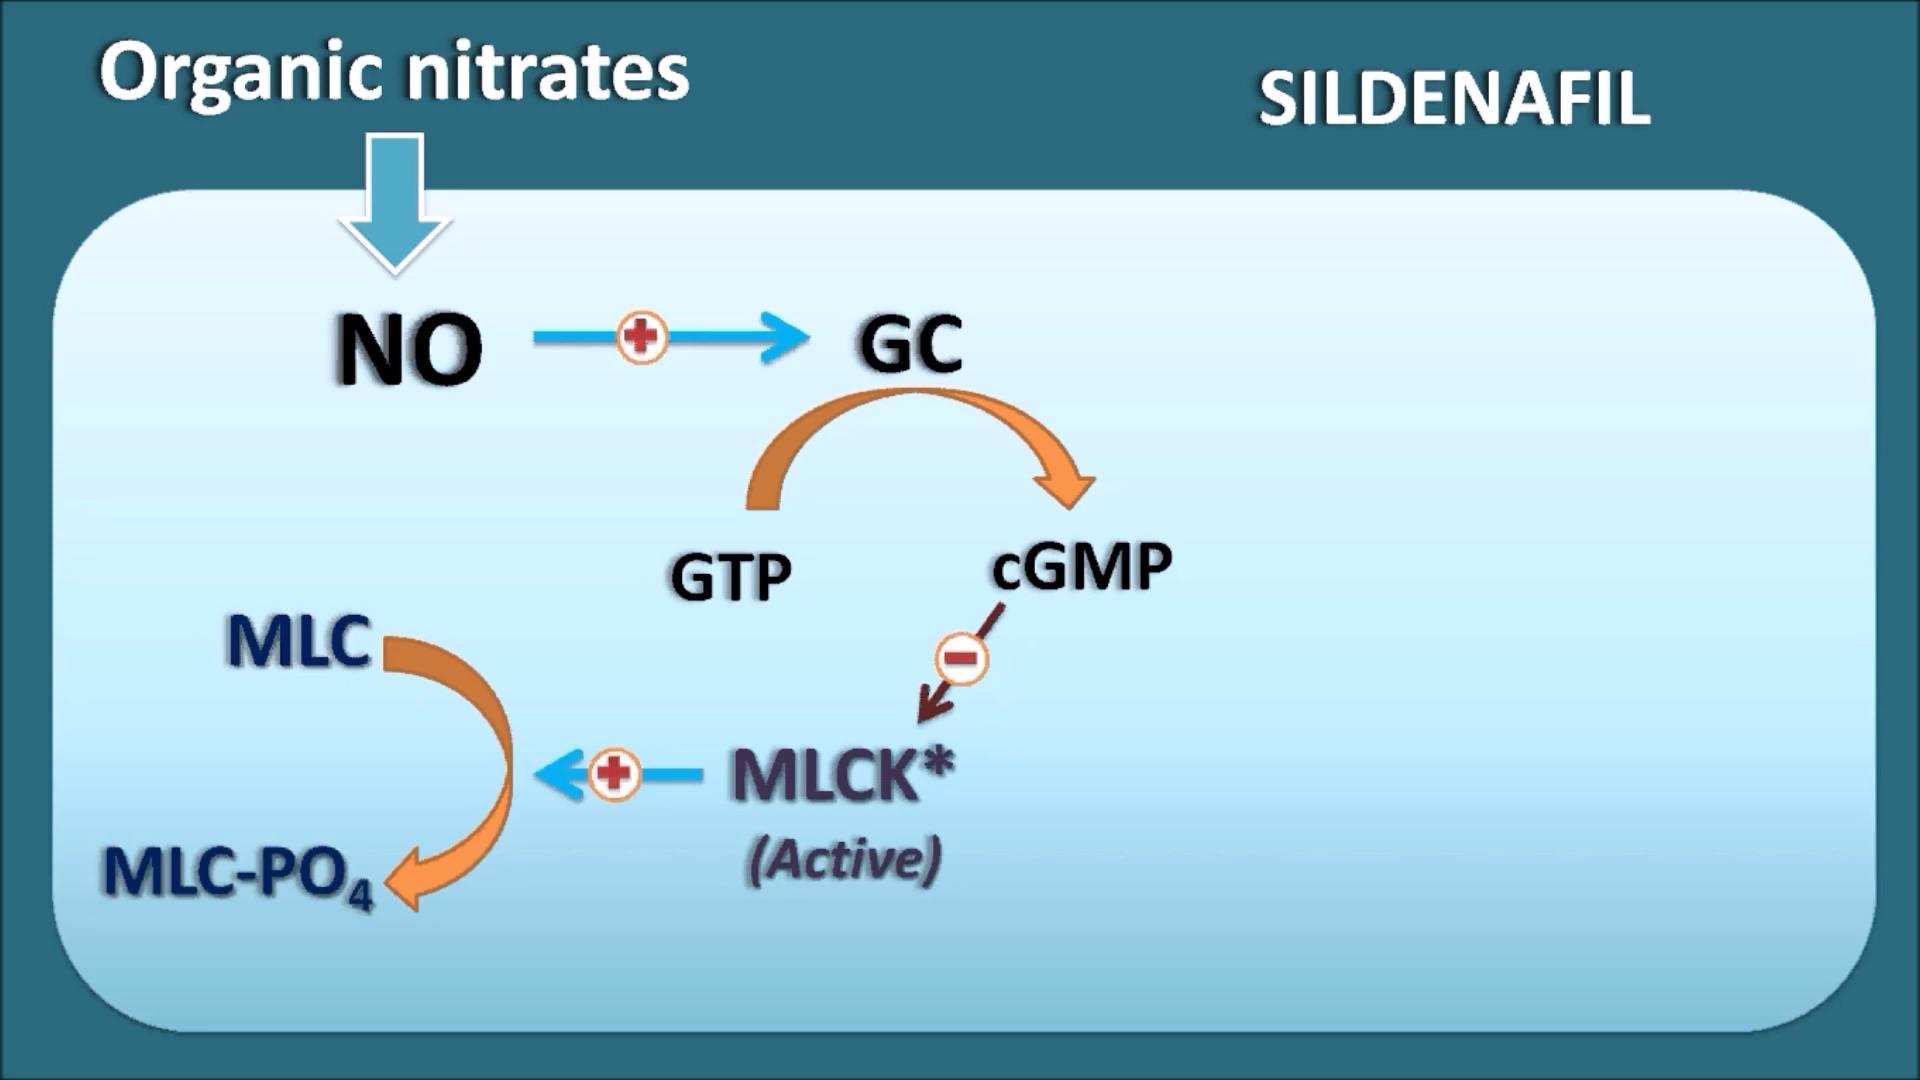 Organic nitrates
SILDENAFIL
NO
GC
GTP
cGMP
MLC
MLCK*
(Active)
MLC-PO₄